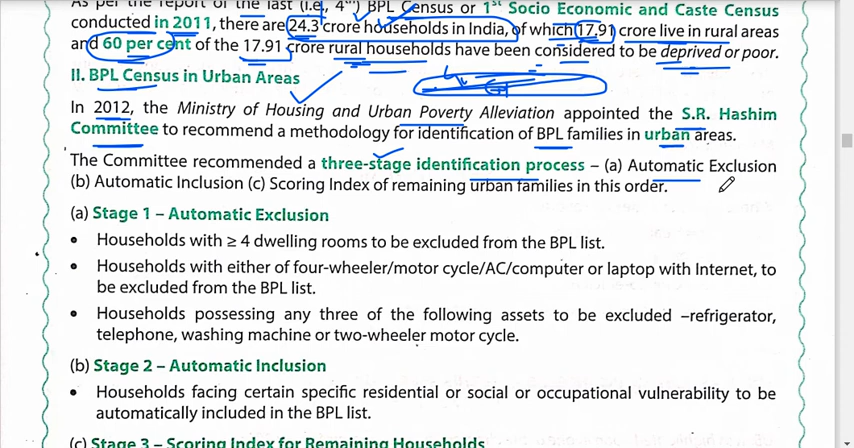 As per the report of the last (i.e., 4th) BPL Census or 1st Socio Economic and Caste Census
conducted in 2011, there are 24.3 crore households in India, of which 17.91 crore live in rural areas
and 60 per cent of the 17.91 crore rural households have been considered to be deprived or poor.
II. BPL Census in Urban Areas
In 2012, the Ministry of Housing and Urban Poverty Alleviation appointed the S.R. Hashim
Committee to recommend a methodology for identification of BPL families in urban areas.
The Committee recommended a three-stage identification process – (a) Automatic Exclusion
(b) Automatic Inclusion (c) Scoring Index of remaining urban families in this order.
(a) Stage 1 – Automatic Exclusion
• Households with ≥ 4 dwelling rooms to be excluded from the BPL list.
• Households with either of four-wheeler/motor cycle/AC/computer or laptop with Internet, to
be excluded from the BPL list.
• Households possessing any three of the following assets to be excluded –refrigerator,
telephone, washing machine or two-wheeler motor cycle.
(b) Stage 2 – Automatic Inclusion
• Households facing certain specific residential or social or occupational vulnerability to be
automatically included in the BPL list.
(c) Stage 3 – Scoring Index for Remaining Households